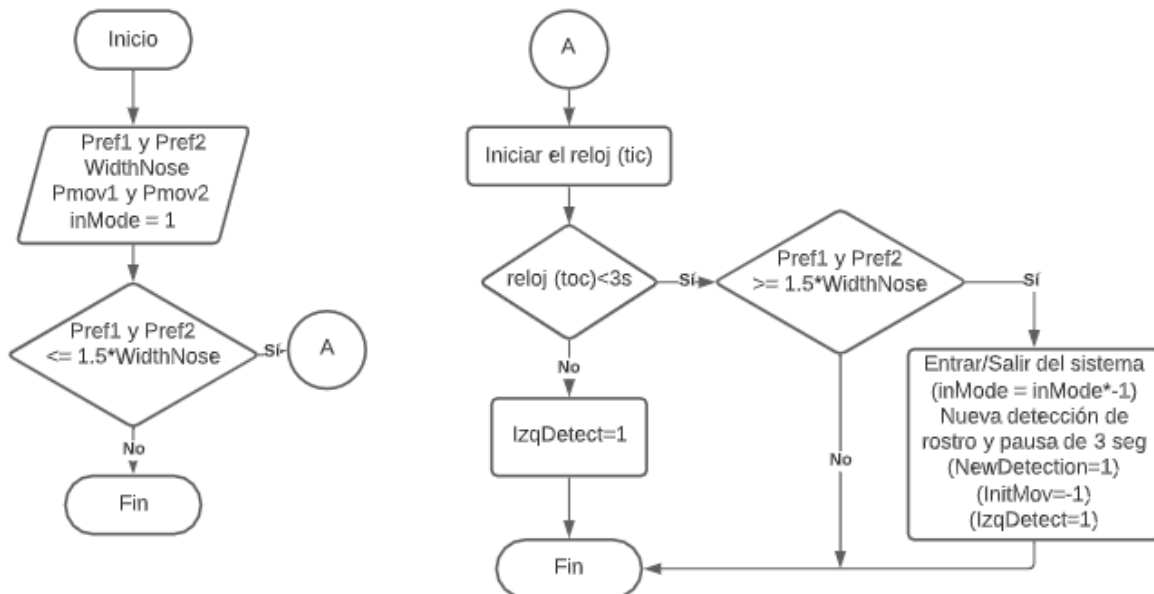 Inicio
Pref1 y Pref2
WidthNose
Pmov1 y Pmov2
inMode = 1
Pref1 y Pref2
<= 1.5*WidthNose
Sí
A
No
Fin
A
Iniciar el reloj (tic)
reloj (toc)<3s
Sí
Pref1 y Pref2
>= 1.5*WidthNose
Sí
No
IzqDetect=1
No
Entrar/Salir del sistema
(inMode = inMode*-1)
Nueva detección de
rostro y pausa de 3 seg
(NewDetection=1)
(InitMov=-1)
(IzqDetect=1)
Fin